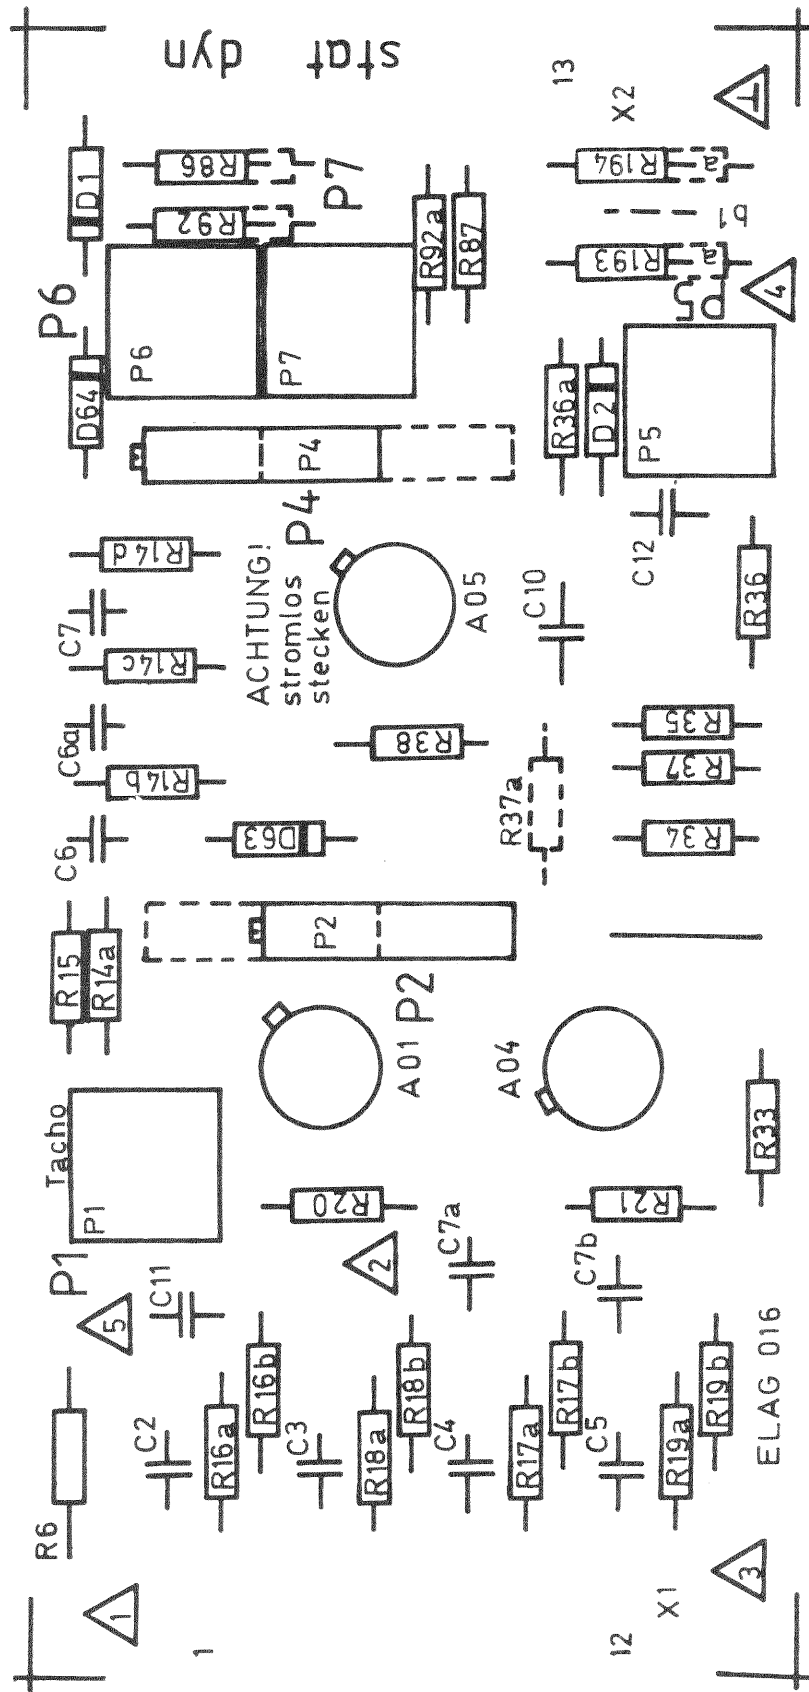 stat dyn
13
X2
T
D1
R86
P7
R194
a
R92
b1
R92a
R87
R193
a
P5
4
P6
P6
P7
D64
R36a
D2
P5
P4
P4
R14d
ACHTUNG!
stromlos
stecken
C12
C7
A05
C10
R36
R14c
C6a
R38
R35
R14b
R37a
R37
C6
D63
R34
R15
R14a
P2
P2
A01
A04
Tacho
P1
P1
R33
R20
R21
5
C11
2
C7a
C7b
R16b
R18b
R17b
R19b
ELAG 016
R6
C2
R16a
C3
R18a
C4
R17a
C5
R19a
1
1
12
X1
3